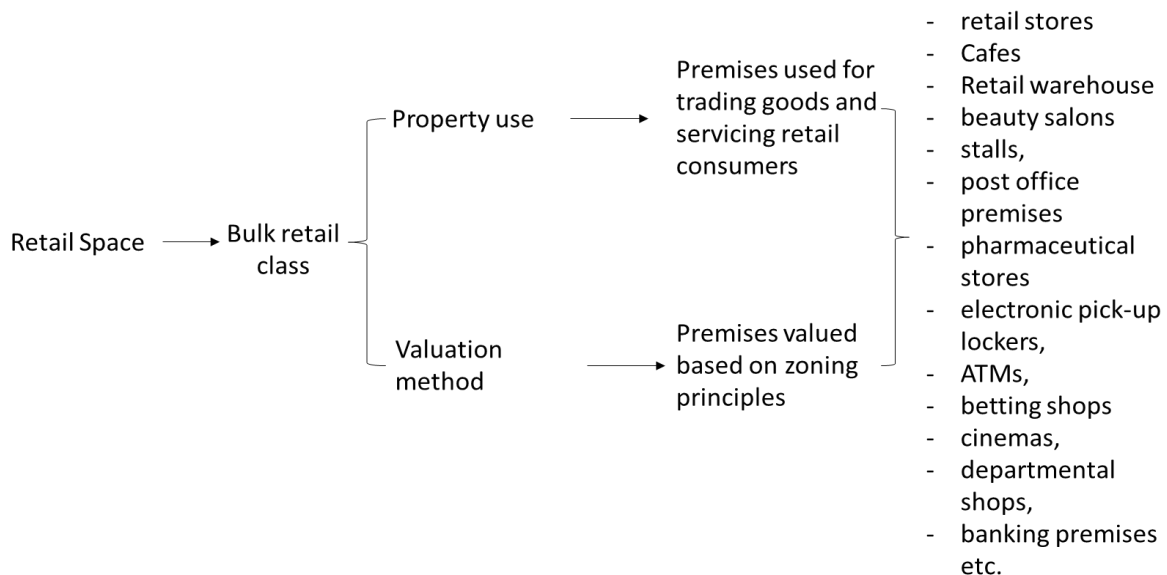 Retail Space
Bulk retail
class
Property use
Valuation
method
Premises used for
trading goods and
servicing retail
consumers
Premises valued
based on zoning
principles
- retail stores
- Cafes
- Retail warehouse
- beauty salons
- stalls,
- post office
premises
- pharmaceutical
stores
- electronic pick-up
lockers,
- ATMs,
- betting shops
- cinemas,
- departmental
shops,
- banking premises
etc.